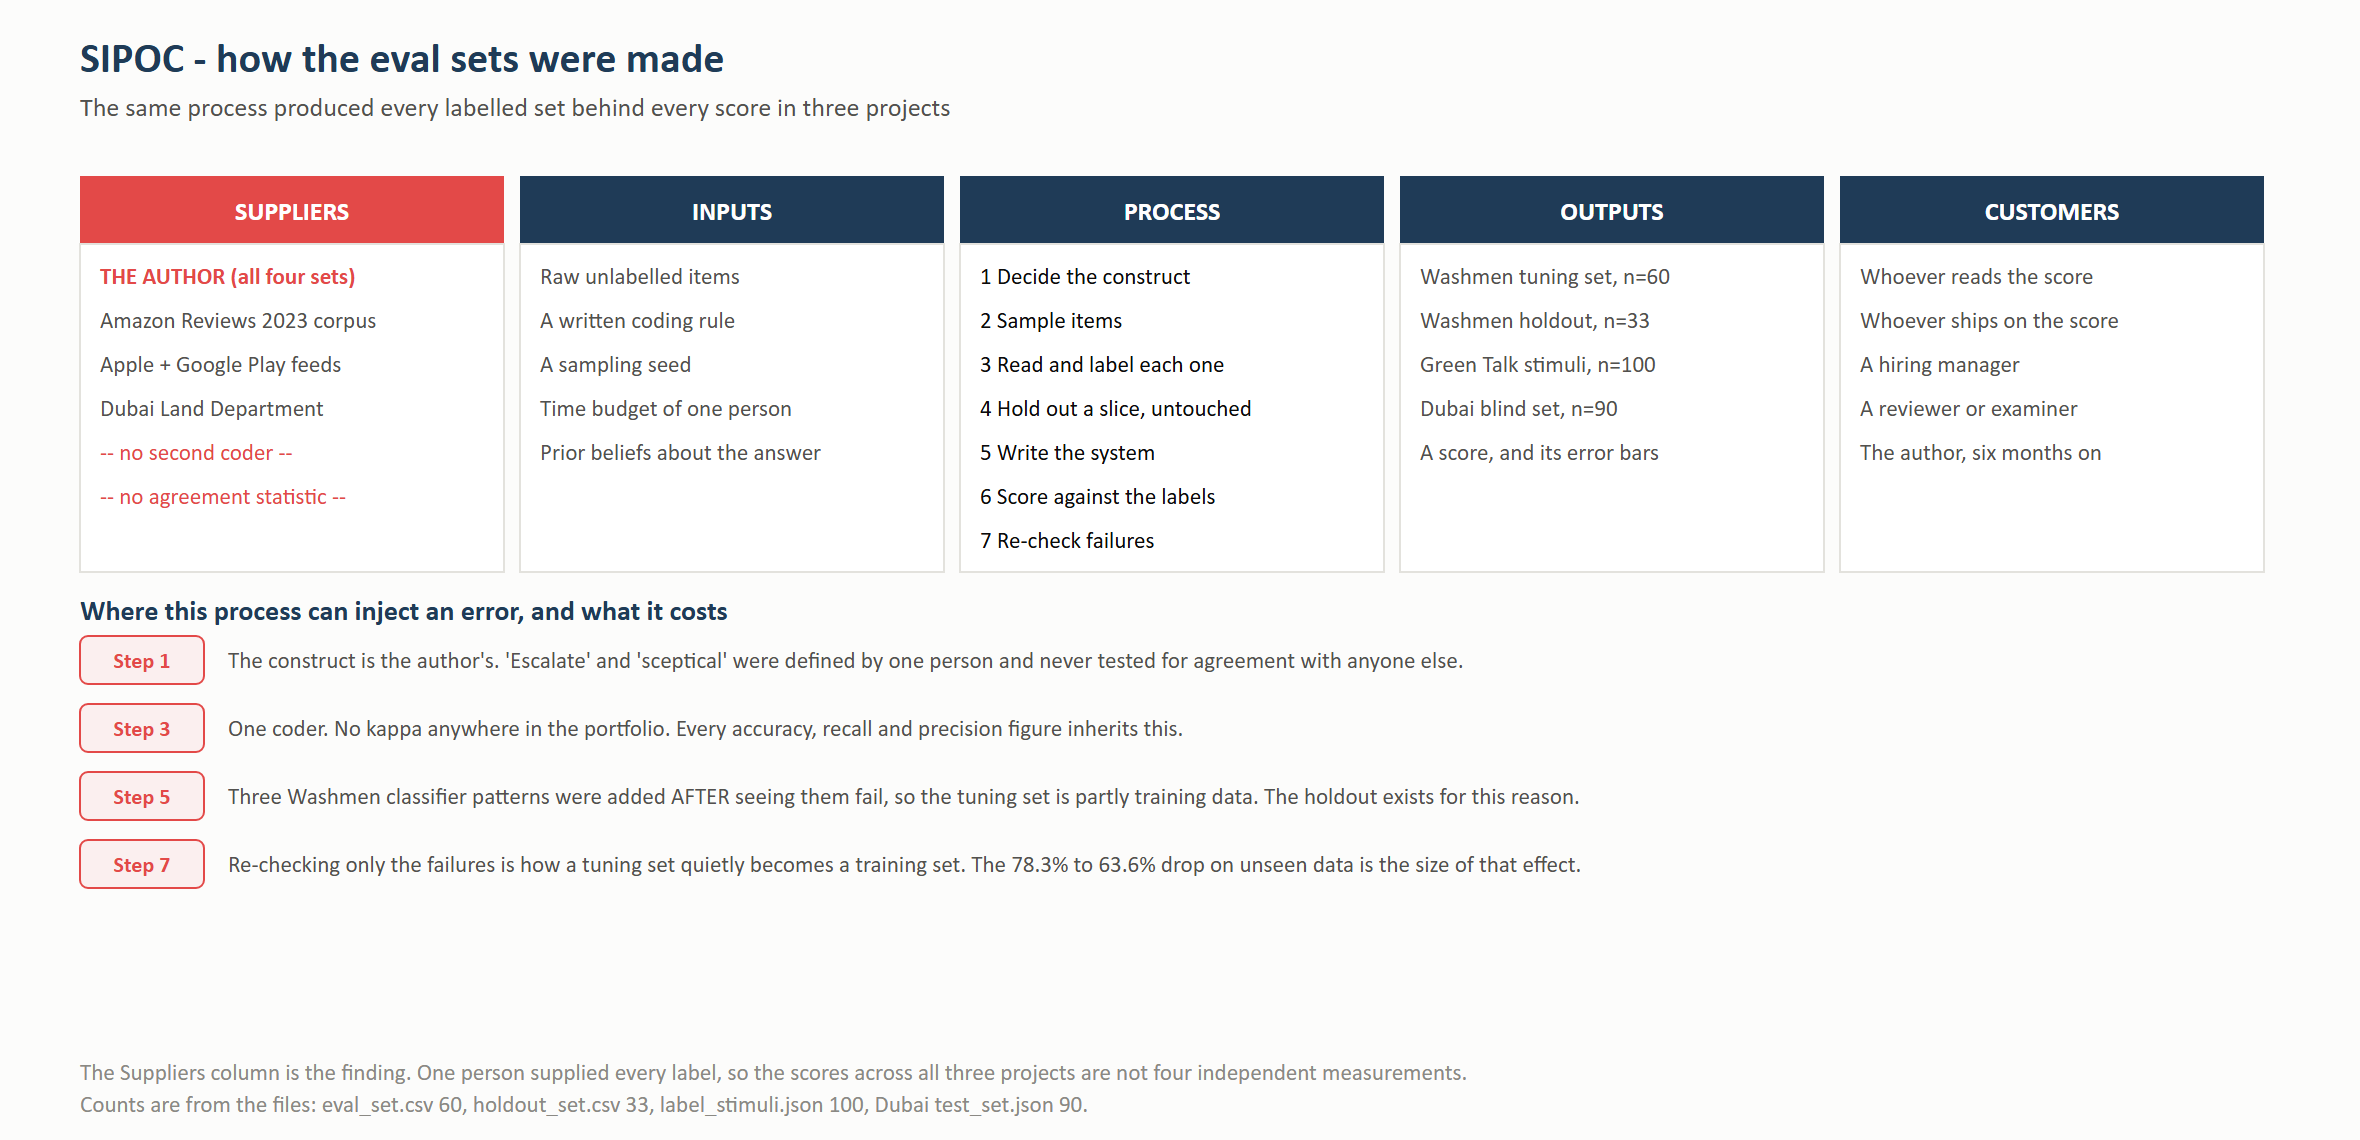 SIPOC - how the eval sets were made
The same process produced every labelled set behind every score in three projects
SUPPLIERS
THE AUTHOR (all four sets)
Amazon Reviews 2023 corpus
Apple + Google Play feeds
Dubai Land Department
-- no second coder --
-- no agreement statistic --
INPUTS
Raw unlabelled items
A written coding rule
A sampling seed
Time budget of one person
Prior beliefs about the answer
PROCESS
1 Decide the construct
2 Sample items
3 Read and label each one
4 Hold out a slice, untouched
5 Write the system
6 Score against the labels
7 Re-check failures
OUTPUTS
Washmen tuning set, n=60
Washmen holdout, n=33
Green Talk stimuli, n=100
Dubai blind set, n=90
A score, and its error bars
CUSTOMERS
Whoever reads the score
Whoever ships on the score
A hiring manager
A reviewer or examiner
The author, six months on
Where this process can inject an error, and what it costs
Step 1 The construct is the author's. 'Escalate' and 'sceptical' were defined by one person and never tested for agreement with anyone else.
Step 3 One coder. No kappa anywhere in the portfolio. Every accuracy, recall and precision figure inherits this.
Step 5 Three Washmen classifier patterns were added AFTER seeing them fail, so the tuning set is partly training data. The holdout exists for this reason.
Step 7 Re-checking only the failures is how a tuning set quietly becomes a training set. The 78.3% to 63.6% drop on unseen data is the size of that effect.
The Suppliers column is the finding. One person supplied every label, so the scores across all three projects are not four independent measurements.
Counts are from the files: eval_set.csv 60, holdout_set.csv 33, label_stimuli.json 100, Dubai test_set.json 90.